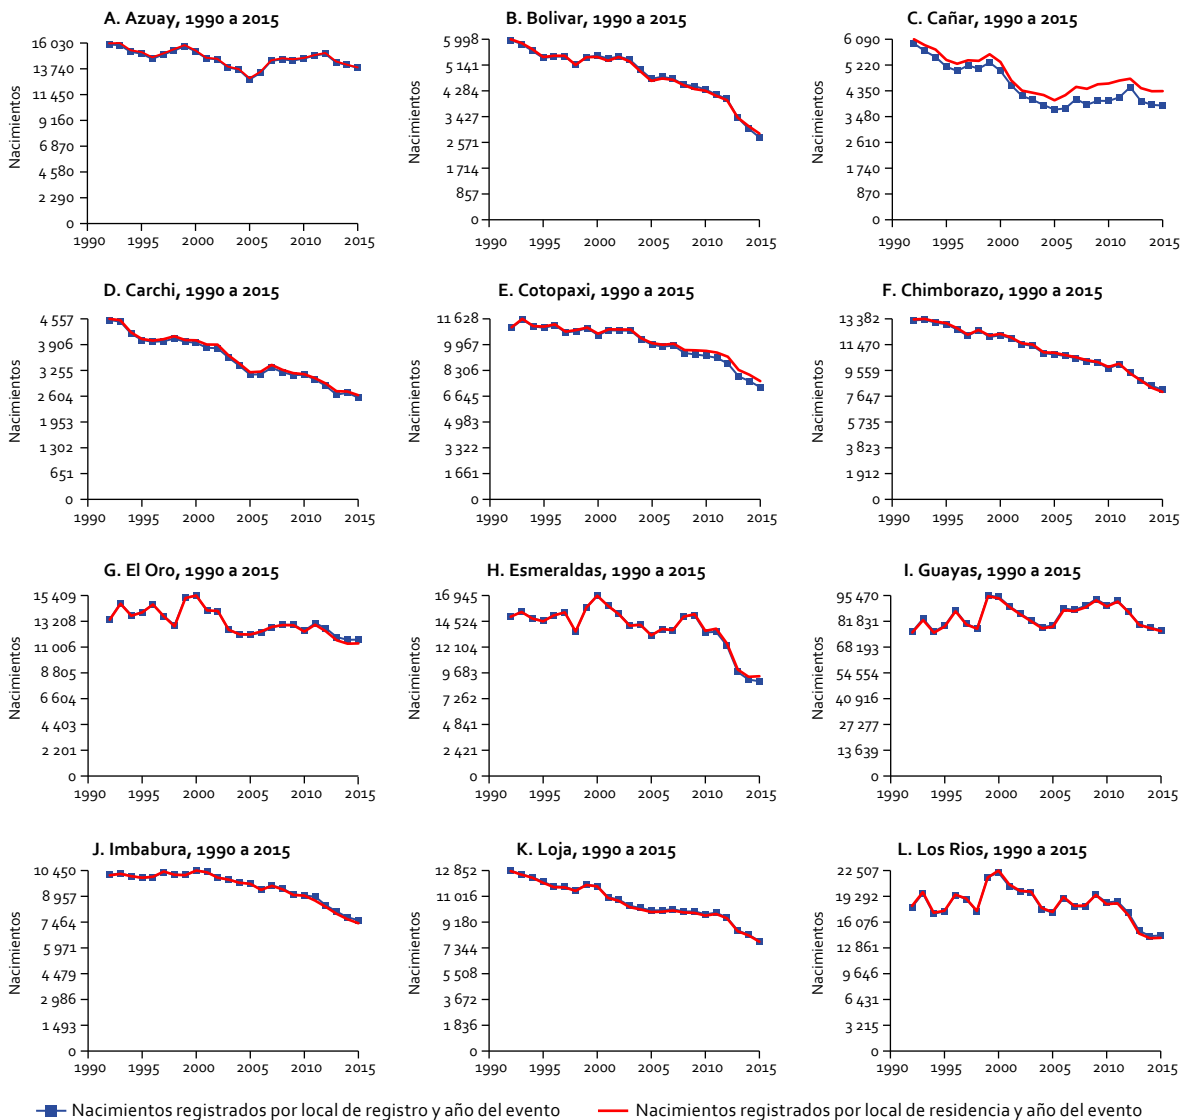 A. Azuay, 1990 a 2015
Nacimientos
16 030
13 740
11 450
9 160
6 870
4 580
2 290
0
1990 1995 2000 2005 2010 2015
B. Bolivar, 1990 a 2015
Nacimientos
5 998
5 141
4 284
3 427
2 571
1 714
857
0
1990 1995 2000 2005 2010 2015
C. Cañar, 1990 a 2015
Nacimientos
6 090
5 220
4 350
3 480
2 610
1 740
870
0
1990 1995 2000 2005 2010 2015
D. Carchi, 1990 a 2015
Nacimientos
4 557
3 906
3 255
2 604
1 953
1 302
651
0
1990 1995 2000 2005 2010 2015
E. Cotopaxi, 1990 a 2015
Nacimientos
11 628
9 967
8 306
6 645
4 983
3 322
1 661
0
1990 1995 2000 2005 2010 2015
F. Chimborazo, 1990 a 2015
Nacimientos
13 382
11 470
9 559
7 647
5 735
3 823
1 912
0
1990 1995 2000 2005 2010 2015
G. El Oro, 1990 a 2015
Nacimientos
15 409
13 208
11 006
8 805
6 604
4 403
2 201
0
1990 1995 2000 2005 2010 2015
H. Esmeraldas, 1990 a 2015
Nacimientos
16 945
14 524
12 104
9 683
7 262
4 841
2 421
0
1990 1995 2000 2005 2010 2015
I. Guayas, 1990 a 2015
Nacimientos
95 470
81 831
68 193
54 554
40 916
27 277
13 639
0
1990 1995 2000 2005 2010 2015
J. Imbabura, 1990 a 2015
Nacimientos
10 450
8 957
7 464
5 971
4 479
2 986
1 493
0
1990 1995 2000 2005 2010 2015
K. Loja, 1990 a 2015
Nacimientos
12 852
11 016
9 180
7 344
5 508
3 672
1 836
0
1990 1995 2000 2005 2010 2015
L. Los Rios, 1990 a 2015
Nacimientos
22 507
19 292
16 076
12 861
9 646
6 431
3 215
0
1990 1995 2000 2005 2010 2015
Nacimientos registrados por local de registro y año del evento
Nacimientos registrados por local de residencia y año del evento